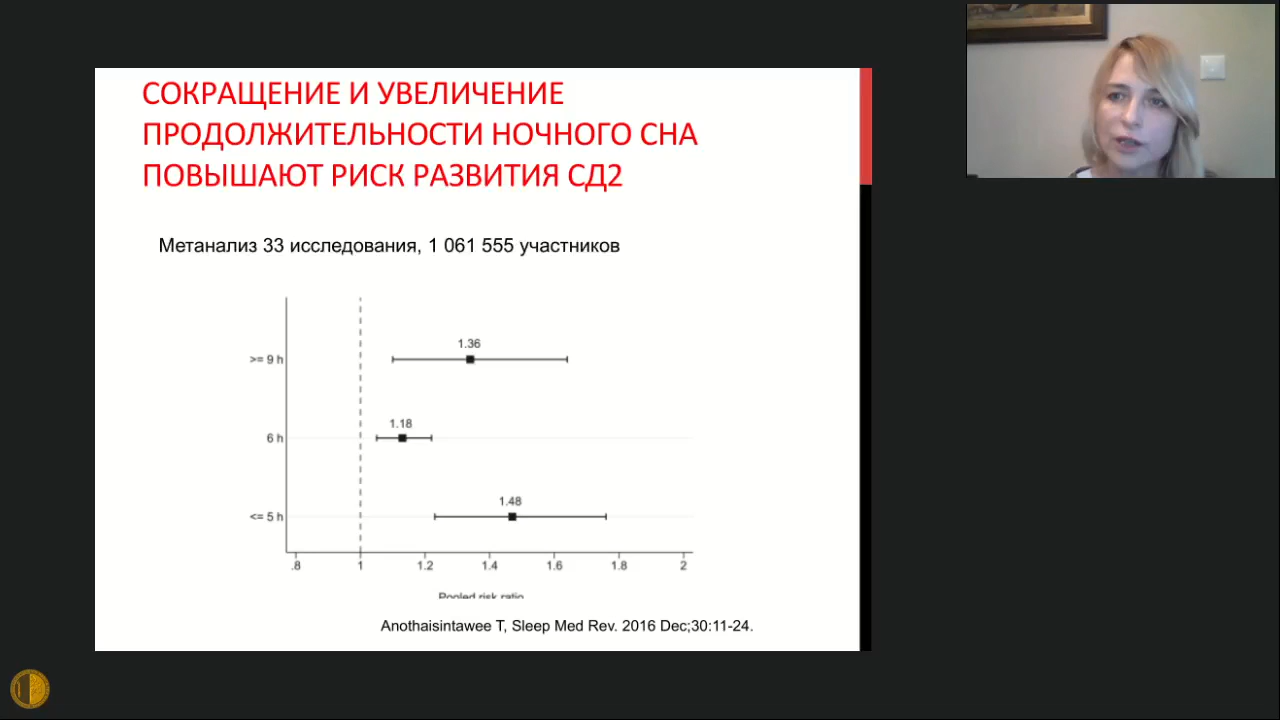 СОКРАЩЕНИЕ И УВЕЛИЧЕНИЕ
ПРОДОЛЖИТЕЛЬНОСТИ НОЧНОГО СНА
ПОВЫШАЮТ РИСК РАЗВИТИЯ СД2
Метанализ 33 исследования, 1 061 555 участников
1.36
>= 9 h
1.18
6 h
1.48
<= 5 h
.8 1 1.2 1.4 1.6 1.8 2
Pooled risk ratio
Anothaisintawee T, Sleep Med Rev. 2016 Dec;30:11-24.